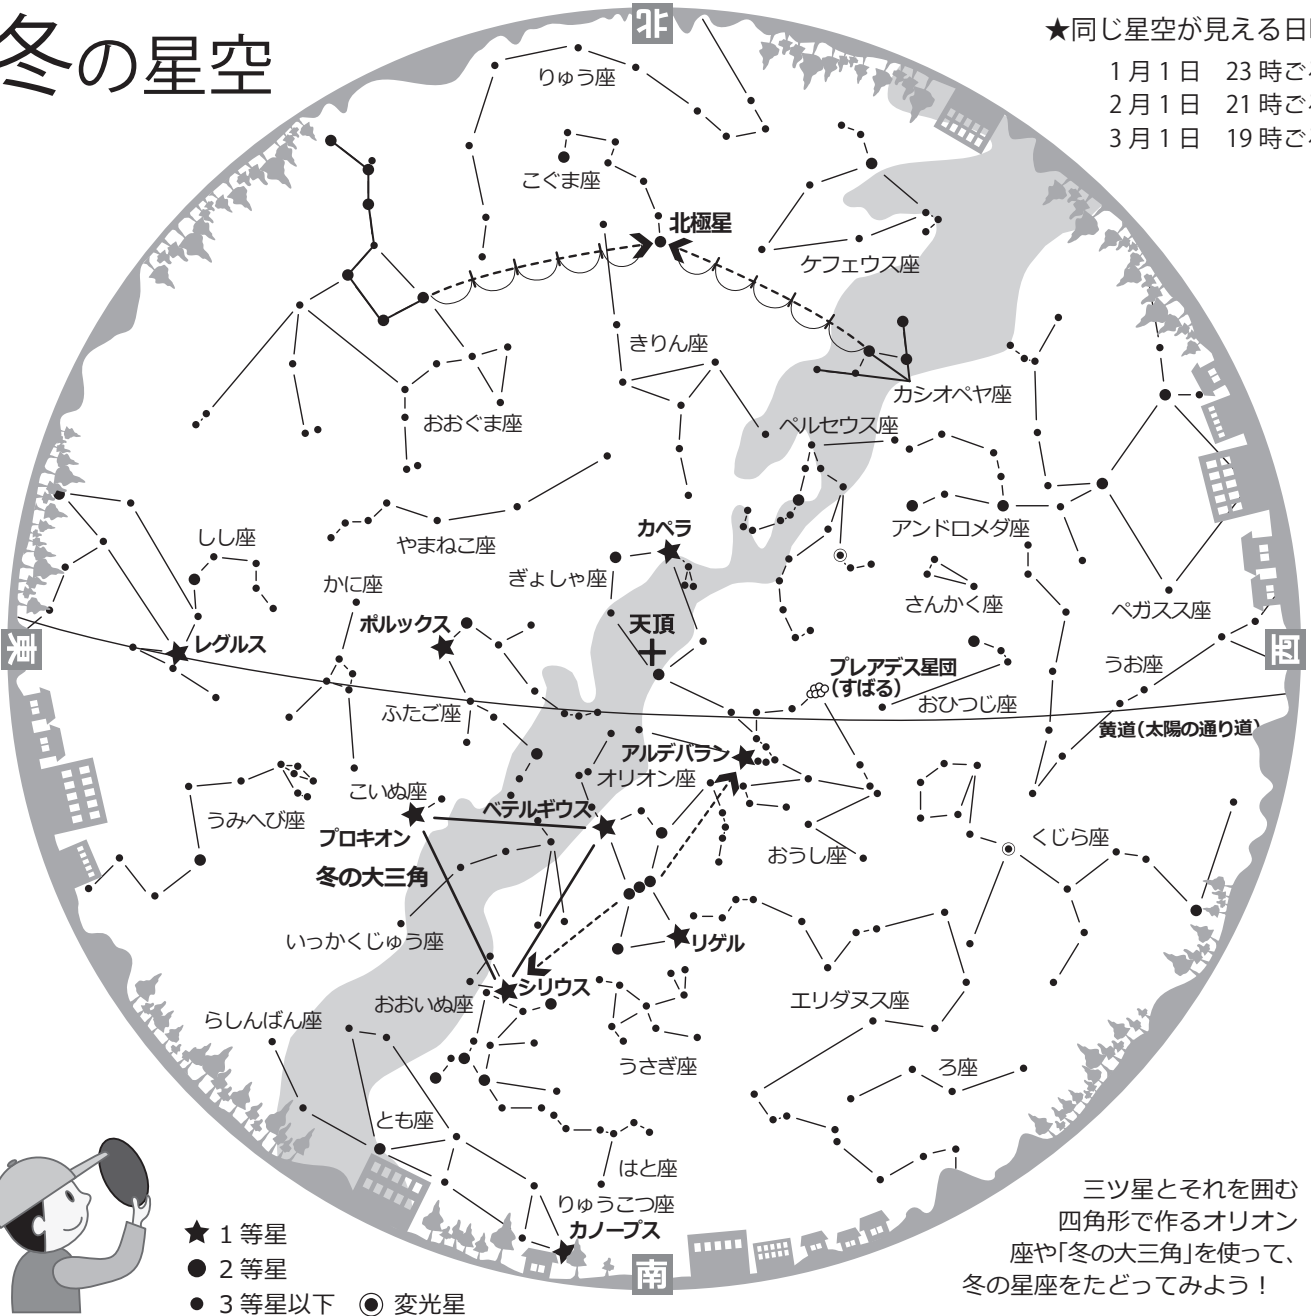 冬の星空
★同じ星空が見える日
1月1日 23時ご
2月1日 21時ご
3月1日 19時ご
北
りゅう座
こぐま座
北極星
ケフェウス座
きりん座
カシオペヤ座
おおぐま座
ペルセウス座
しし座
やまねこ座
カペラ
アンドロメダ座
かに座
ぎょしゃ座
さんかく座
ペガスス座
ポルックス
天頂
レグルス
東
西
プレアデス星団
(すばる)
うお座
おひつじ座
ふたご座
黄道(太陽の通り道)
アルデバラン
オリオン座
こいぬ座
ベテルギウス
うみへび座
プロキオン
くじら座
おうし座
冬の大三角
いっかくじゅう座
リゲル
シリウス
おおいぬ座
エリダヌス座
らしんばん座
うさぎ座
ろ座
とも座
はと座
りゅうこつ座
カノープス
南
★ 1等星
● 2等星
• 3等星以下 ◉ 変光星
三ツ星とそれを囲む
四角形で作るオリオン
座や「冬の大三角」を使って、
冬の星座をたどってみよう！